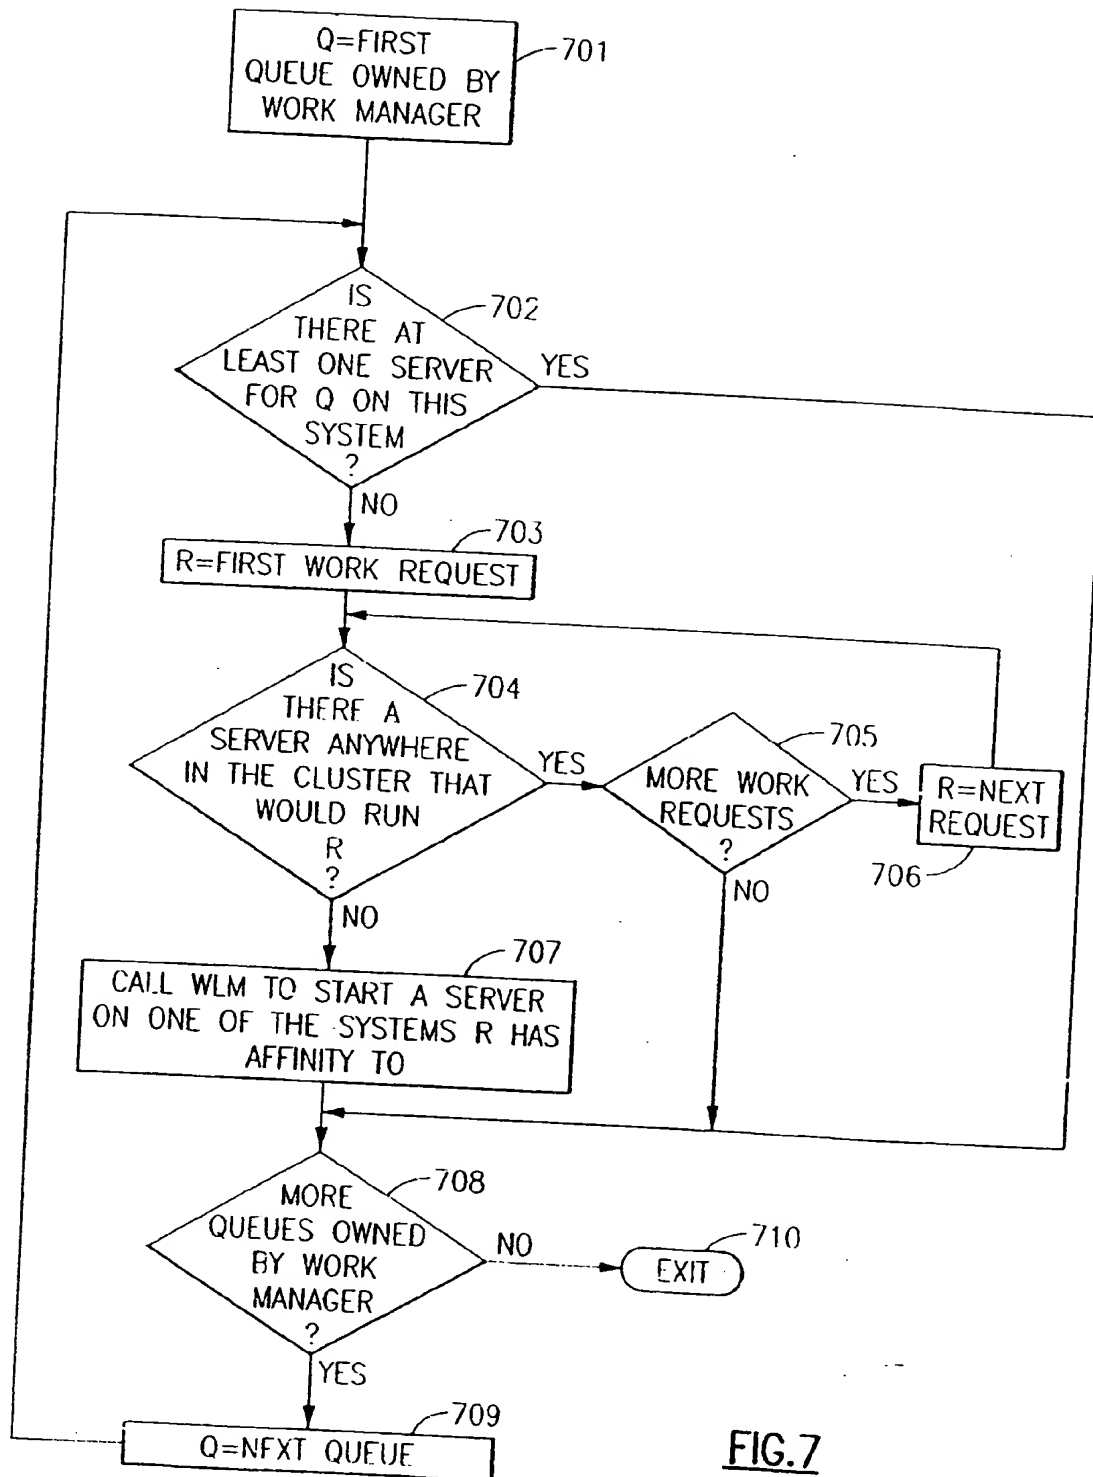 Q=FIRST
QUEUE OWNED BY
WORK MANAGER
701
IS
THERE AT
LEAST ONE SERVER
FOR Q ON THIS
SYSTEM
?
702
YES
NO
703
R=FIRST WORK REQUEST
IS
THERE A
SERVER ANYWHERE
IN THE CLUSTER THAT
WOULD RUN
R
?
704
YES
705
MORE WORK
REQUESTS
?
YES
R=NEXT
REQUEST
706
NO
NO
707
CALL WLM TO START A SERVER
ON ONE OF THE SYSTEMS R HAS
AFFINITY TO
708
MORE
QUEUES OWNED
BY WORK
MANAGER
?
NO
710
EXIT
YES
709
Q=NEXT QUEUE
FIG.7